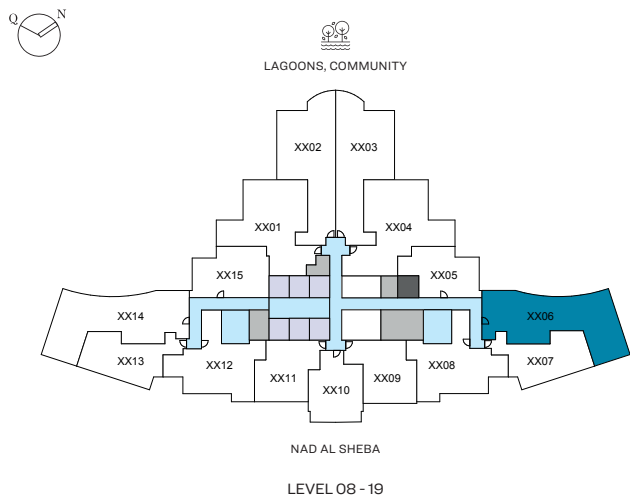 Q N
LAGOONS, COMMUNITY
XX02 XX03
XX01 XX04
XX15 XX05
XX14 XX06
XX13 XX12 XX08 XX07
XX11 XX10 XX09
NAD AL SHEBA
LEVEL 08 - 19